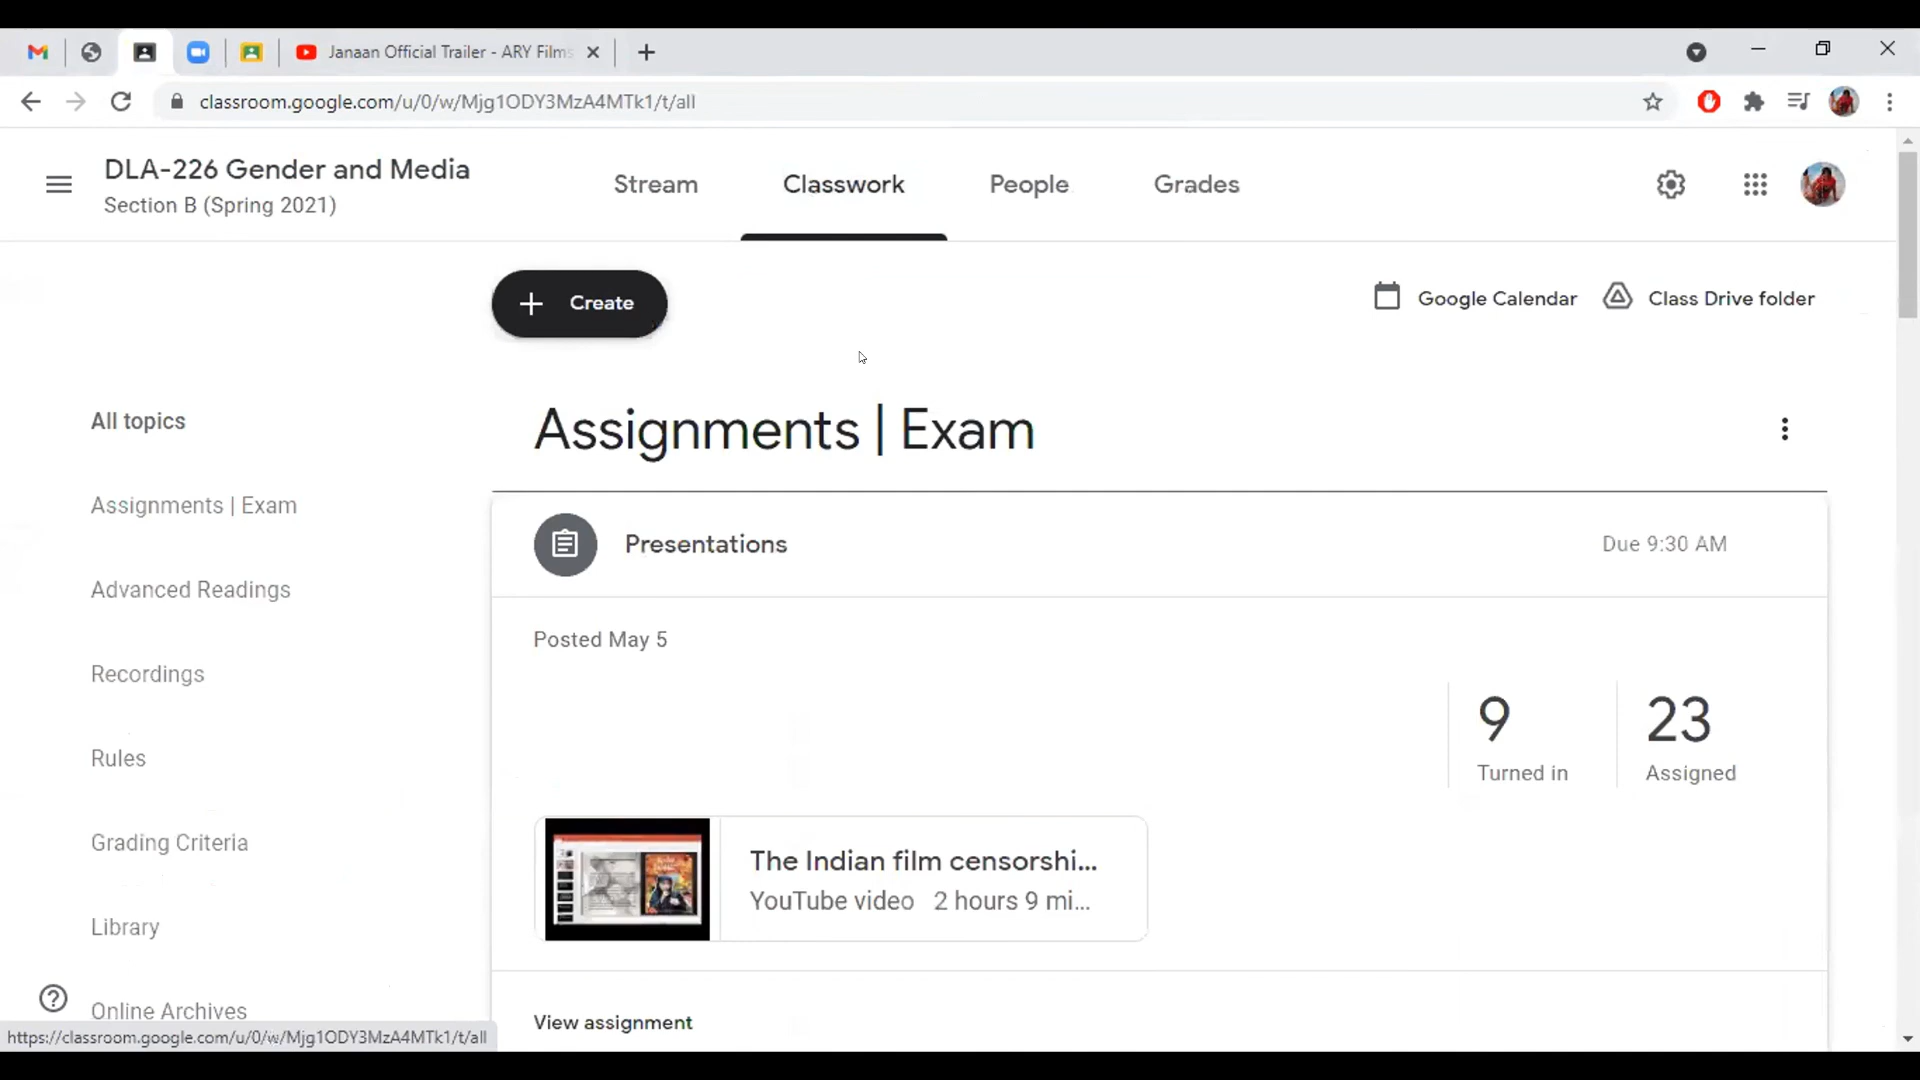 Janaan Official Trailer - ARY Films
classroom.google.com/u/0/w/Mjg1ODY3MzA4MTk1/t/all
DLA-226 Gender and Media
Section B (Spring 2021)
Stream
Classwork
People
Grades
Create
Google Calendar
Class Drive folder
All topics
Assignments | Exam
Advanced Readings
Recordings
Rules
Grading Criteria
Library
Online Archives
Assignments | Exam
Presentations
Due 9:30 AM
Posted May 5
9
Turned in
23
Assigned
The Indian film censorshi...
YouTube video 2 hours 9 mi...
View assignment
https://classroom.google.com/u/0/w/Mjg1ODY3MzA4MTk1/t/all